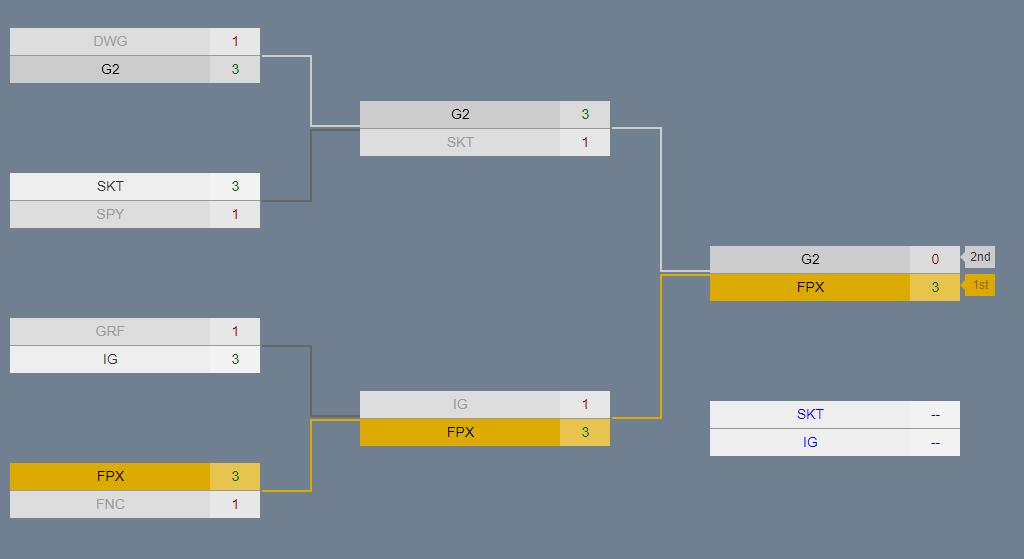 DWG 1
G2 3
SKT 3
SPY 1
GRF 1
IG 3
FPX 3
FNC 1
G2 3
SKT 1
IG 1
FPX 3
G2 0 2nd
FPX 3 1st
SKT --
IG --